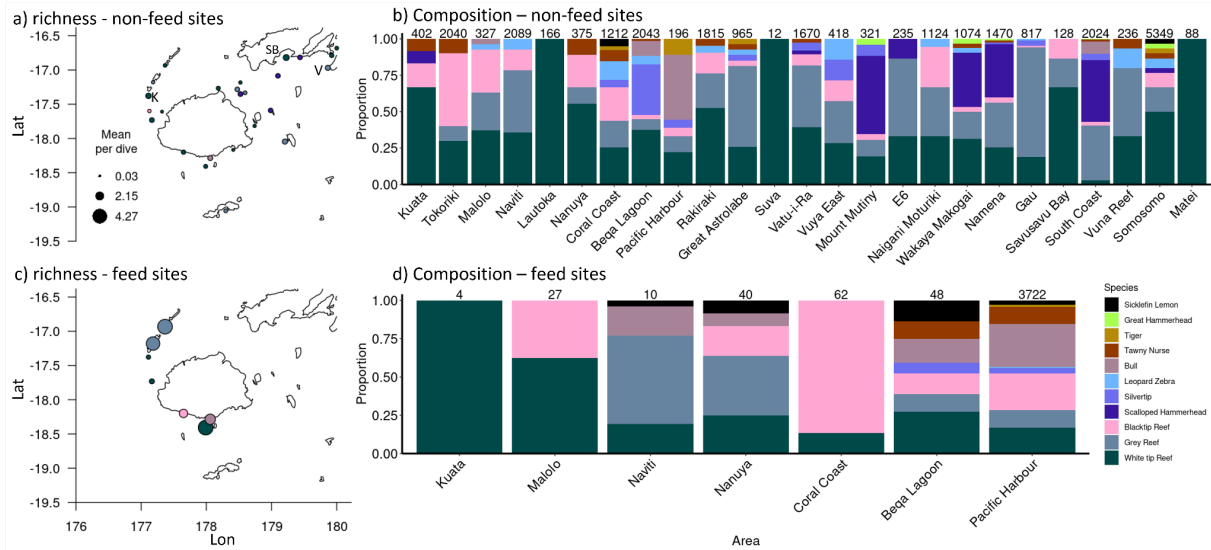 a) richness - non-feed sites
-16.5
-17.0
-17.5
-18.0
-18.5
-19.0
-19.5
Lat
SB
V
K
Mean
per dive
0.03
2.15
4.27
b) Composition – non-feed sites
402 2040 327 2089 166 375 1212 2043 196 1815 965 12 1670 418 321 235 1124 1074 1470 817 128 2024 236 5349 88
1.00
0.75
0.50
0.25
0.00
Proportion
Kuata
Tokoriki
Malolo
Naviti
Lautoka
Nanuya
Coral Coast
Beqa Lagoon
Pacific Harbour
Rakiraki
Great Astrolabe
Suva
Vatu-i-Ra
Vuya East
Mount Mutiny
E6
Naigani Moturiki
Wakaya Makogai
Namena
Gau
Savusavu Bay
South Coast
Vuna Reef
Somosomo
Matei
c) richness - feed sites
-16.5
-17.0
-17.5
-18.0
-18.5
-19.0
-19.5
Lat
176 177 178 179 180
Lon
d) Composition – feed sites
4 27 10 40 62 48 3722
1.00
0.75
0.50
0.25
0.00
Proportion
Kuata
Malolo
Naviti
Nanuya
Coral Coast
Beqa Lagoon
Pacific Harbour
Area
Species
Sicklefin Lemon
Great Hammerhead
Tiger
Tawny Nurse
Bull
Leopard Zebra
Silvertip
Scalloped Hammerhead
Blacktip Reef
Grey Reef
White tip Reef